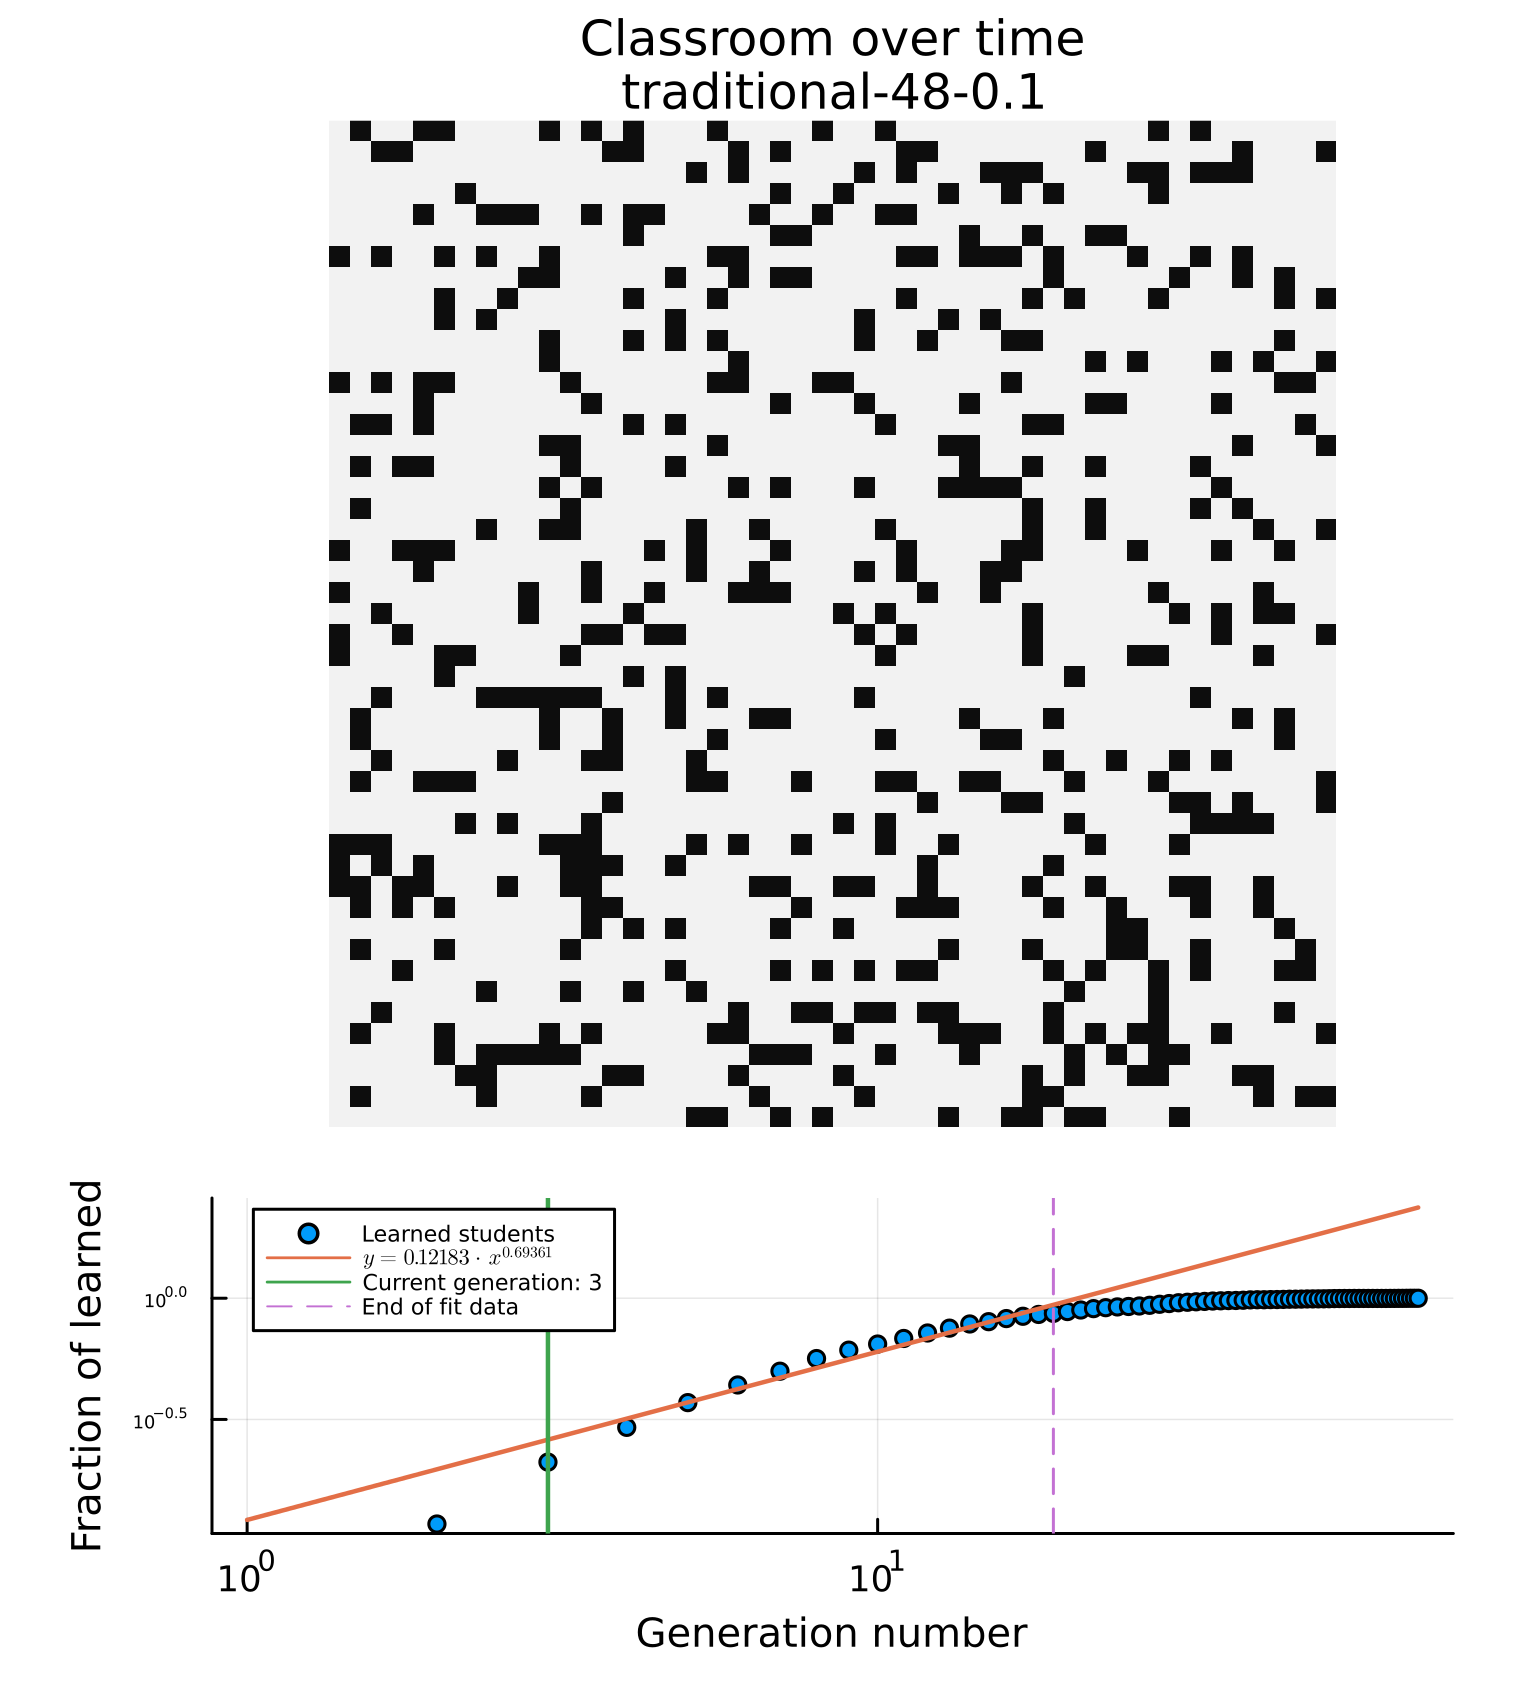 Classroom over time
traditional-48-0.1
Fraction of learned
10^0.0
10^−0.5
Learned students
y = 0.12183 · x^0.69361
Current generation: 3
End of fit data
10^0
10^1
Generation number